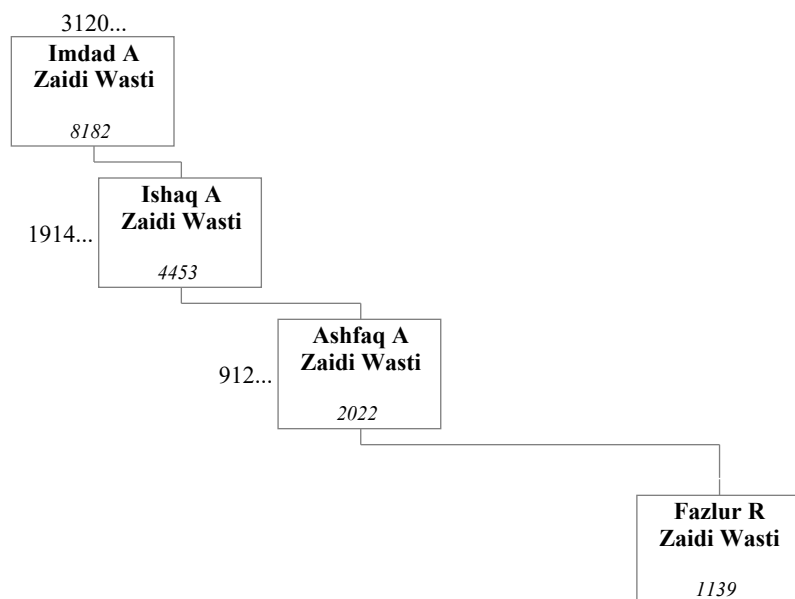 3120...
Imdad A
Zaidi Wasti
8182
Ishaq A
Zaidi Wasti
1914...
4453
Ashfaq A
Zaidi Wasti
912...
2022
Fazlur R
Zaidi Wasti
1139